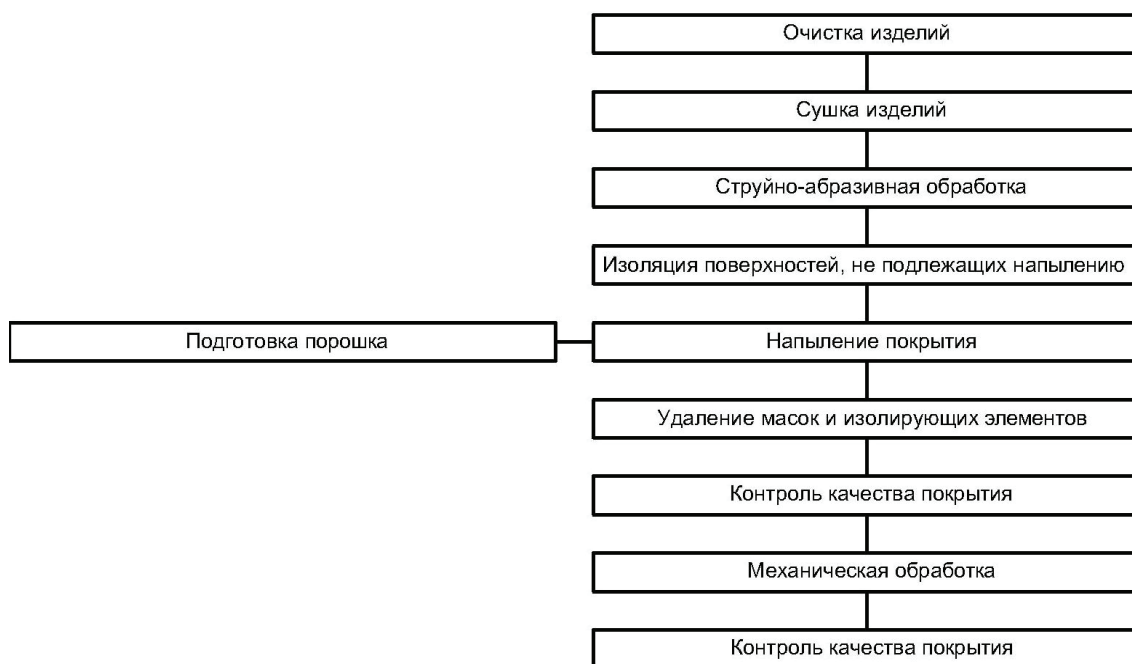 Очистка изделий
Сушка изделий
Струйно-абразивная обработка
Изоляция поверхностей, не подлежащих напылению
Подготовка порошка
Напыление покрытия
Удаление масок и изолирующих элементов
Контроль качества покрытия
Механическая обработка
Контроль качества покрытия